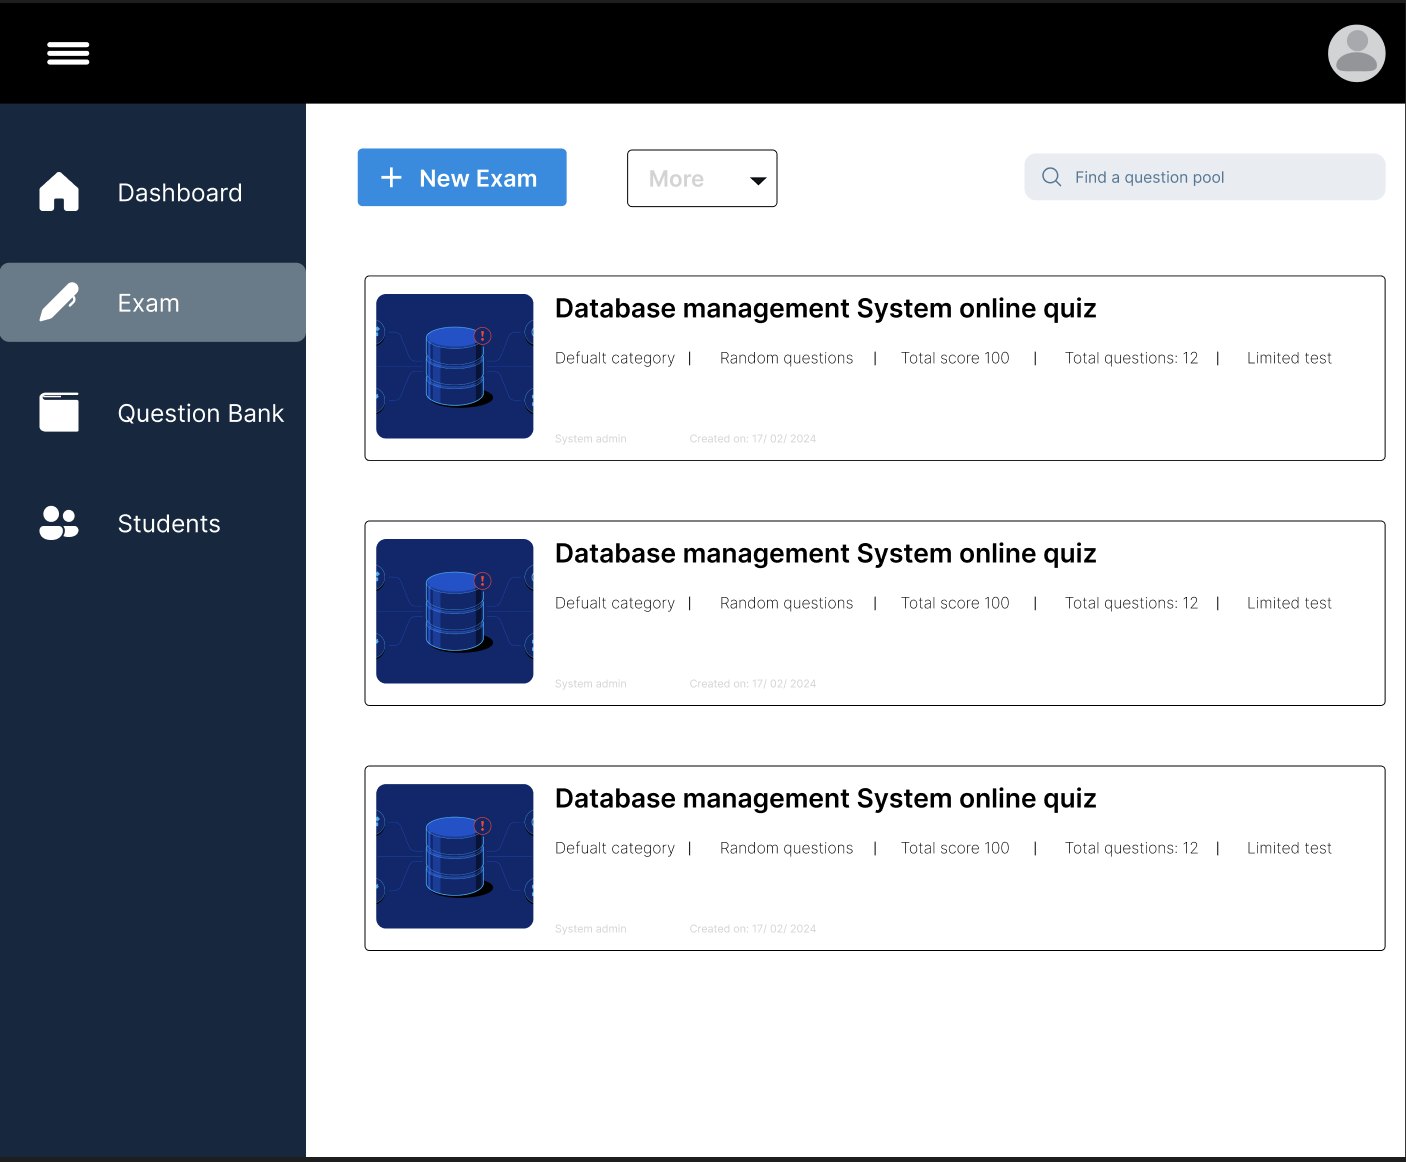 Dashboard
Exam
Question Bank
Students
+ New Exam
More
Find a question pool
Database management System online quiz
Defualt category | Random questions | Total score 100 | Total questions: 12 | Limited test
System admin Created on: 17/ 02/ 2024
Database management System online quiz
Defualt category | Random questions | Total score 100 | Total questions: 12 | Limited test
System admin Created on: 17/ 02/ 2024
Database management System online quiz
Defualt category | Random questions | Total score 100 | Total questions: 12 | Limited test
System admin Created on: 17/ 02/ 2024